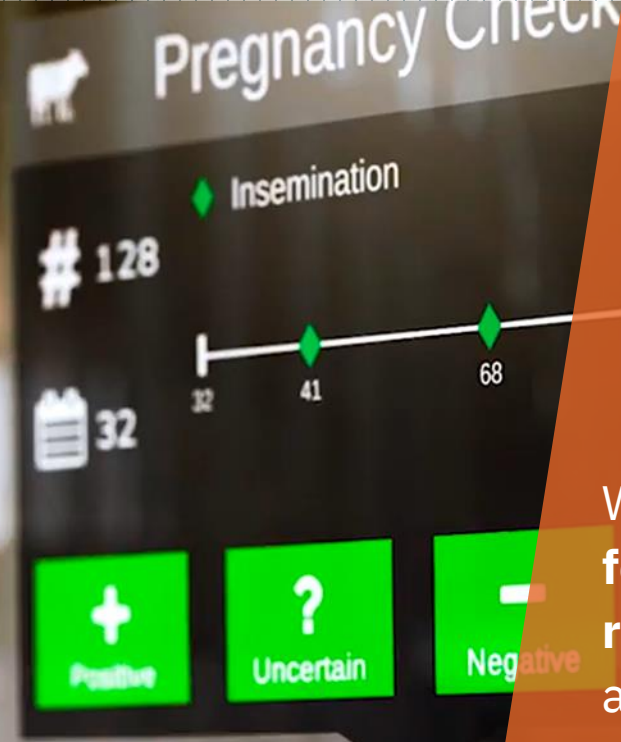 Pregnancy Check
Insemination
# 128
32
41
68
32
+
?
-
Positive
Uncertain
Negative